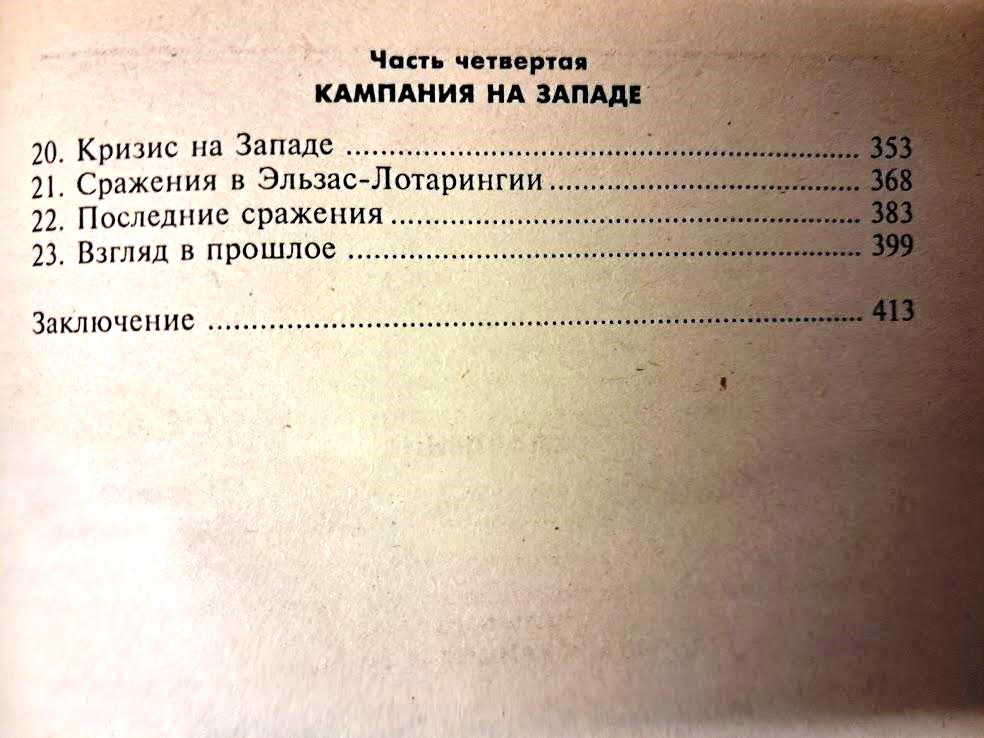 Часть четвертая
КАМПАНИЯ НА ЗАПАДЕ
20. Кризис на Западе ........................................................ 353
21. Сражения в Эльзас-Лотарингии .................................. 368
22. Последние сражения .................................................. 383
23. Взгляд в прошлое ........................................................ 399
Заключение ...................................................................... 413